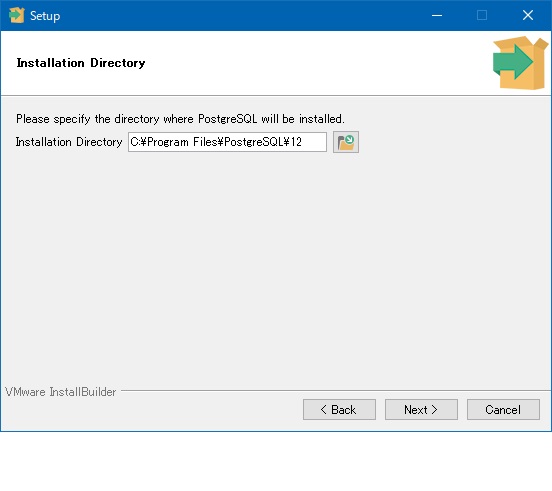 Setup
Installation Directory
Please specify the directory where PostgreSQL will be installed.
Installation Directory C:¥Program Files¥PostgreSQL¥12
VMware InstallBuilder
< Back Next > Cancel